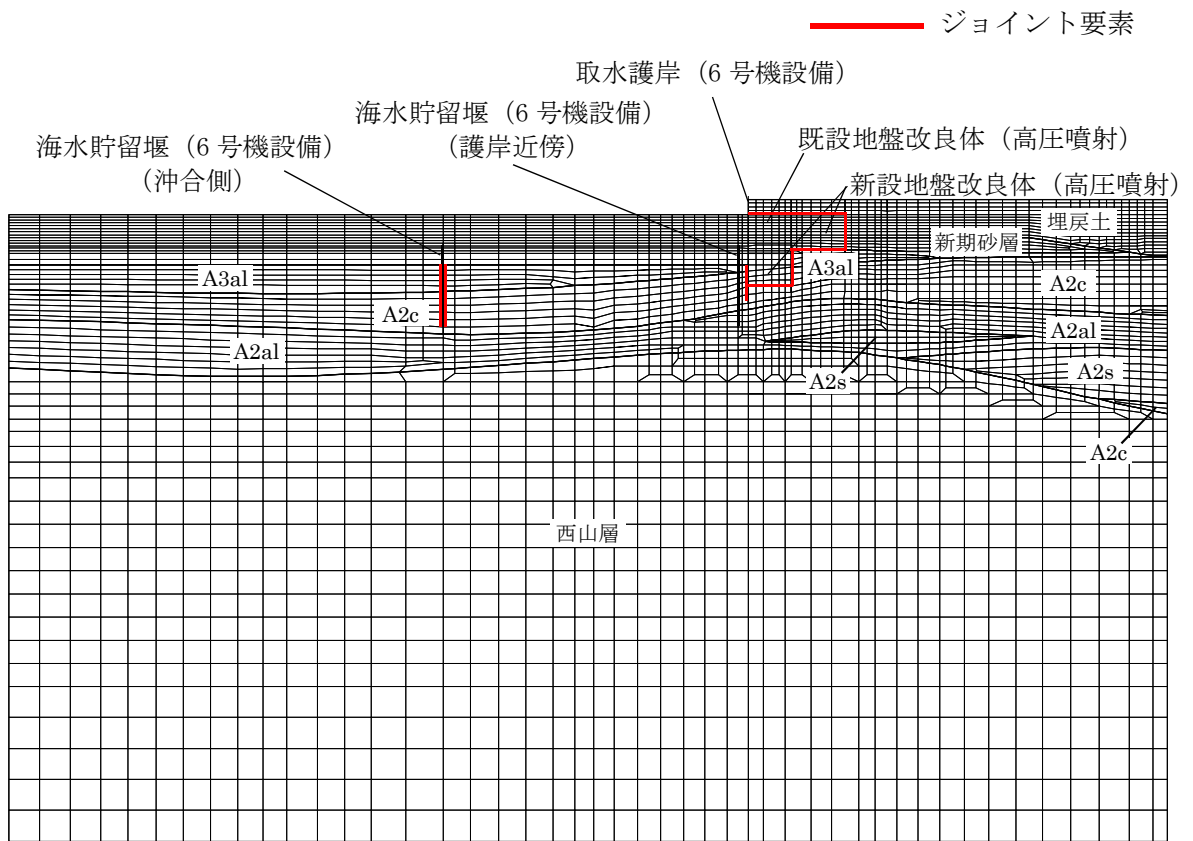 ジョイント要素
取水護岸（6 号機設備）
海水貯留堰（6 号機設備）
（護岸近傍）
海水貯留堰（6 号機設備）
（沖合側）
既設地盤改良体（高圧噴射）
新設地盤改良体（高圧噴射）
埋戻土
新期砂層
A3al
A3al
A2c
A2c
A2al
A2al
A2s
A2s
A2c
西山層